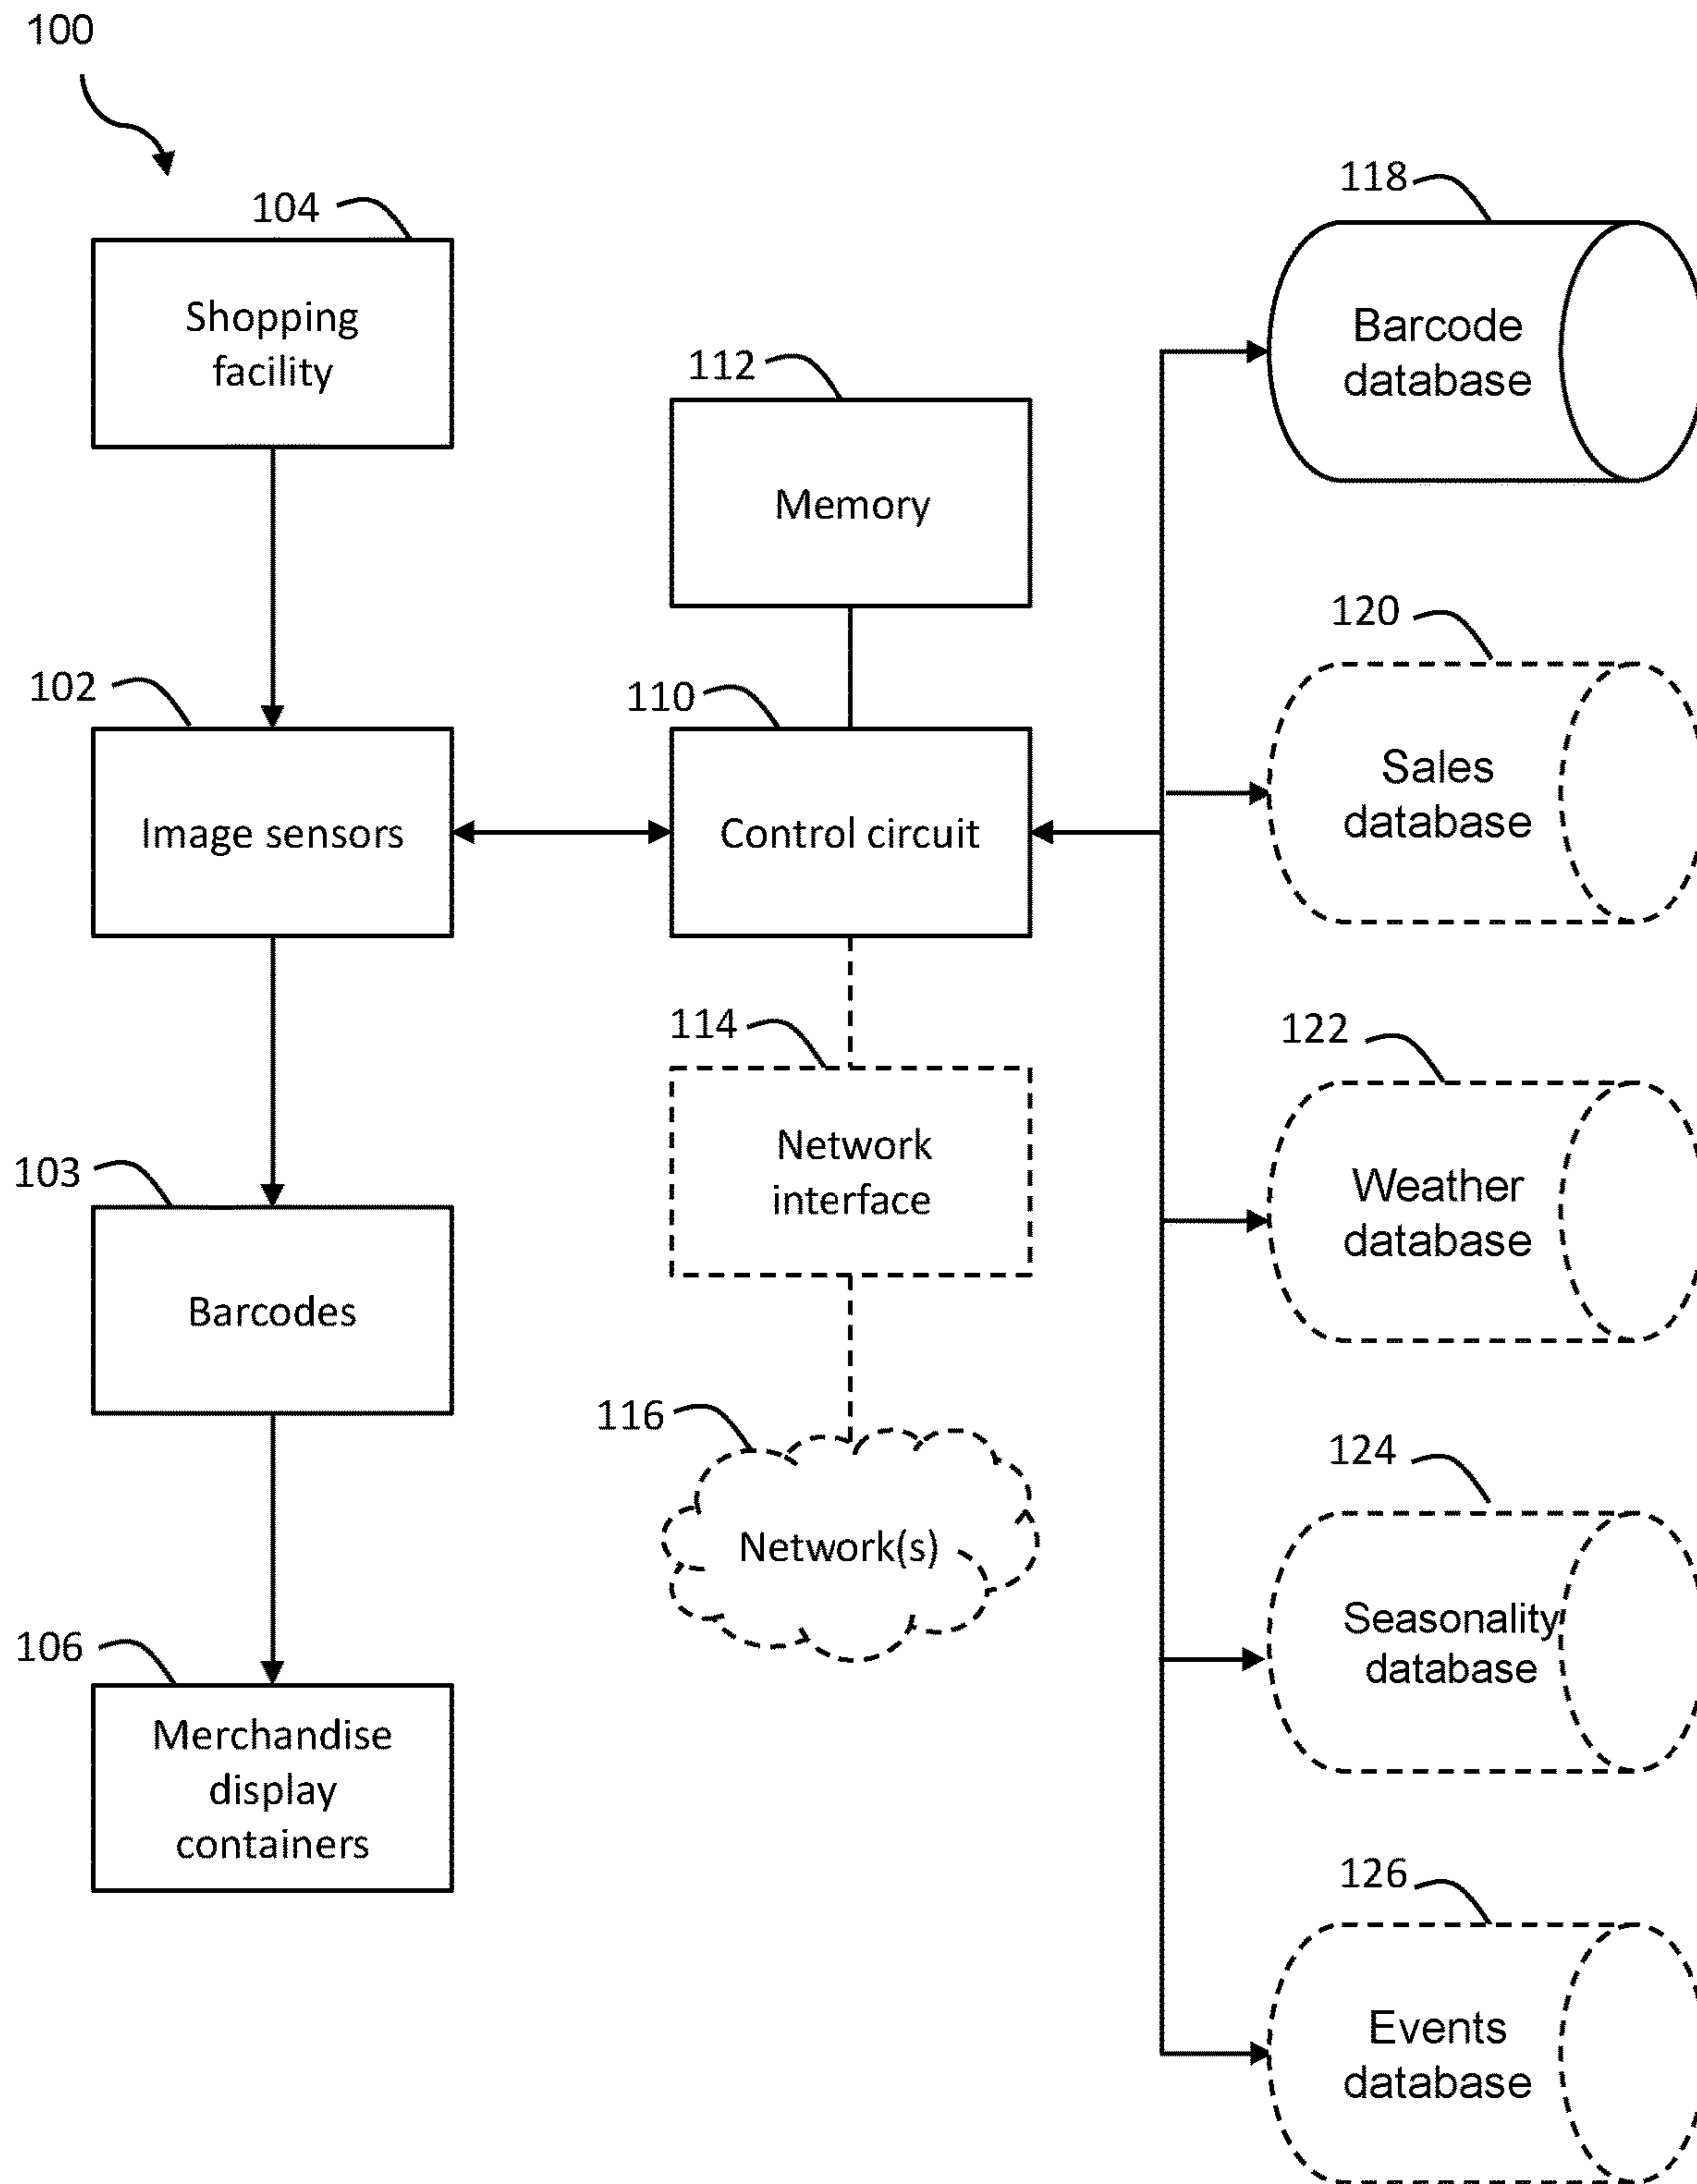 100
104
Shopping
facility
118
Barcode
database
112
Memory
120
Sales
database
102
Image sensors
110
Control circuit
114
Network
interface
122
Weather
database
103
Barcodes
116
Network(s)
124
Seasonality
database
106
Merchandise
display
containers
126
Events
database